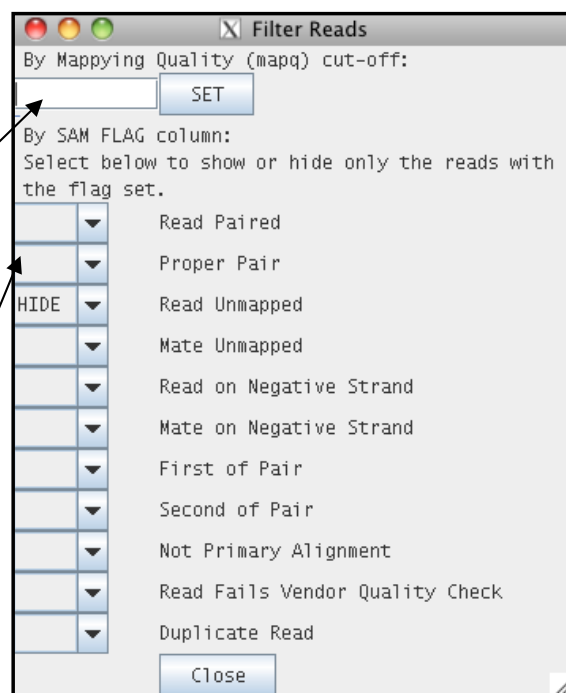 X Filter Reads
By Mappying Quality (mapq) cut-off:
SET
By SAM FLAG column:
Select below to show or hide only the reads with
the flag set.
Read Paired
Proper Pair
HIDE Read Unmapped
Mate Unmapped
Read on Negative Strand
Mate on Negative Strand
First of Pair
Second of Pair
Not Primary Alignment
Read Fails Vendor Quality Check
Duplicate Read
Close